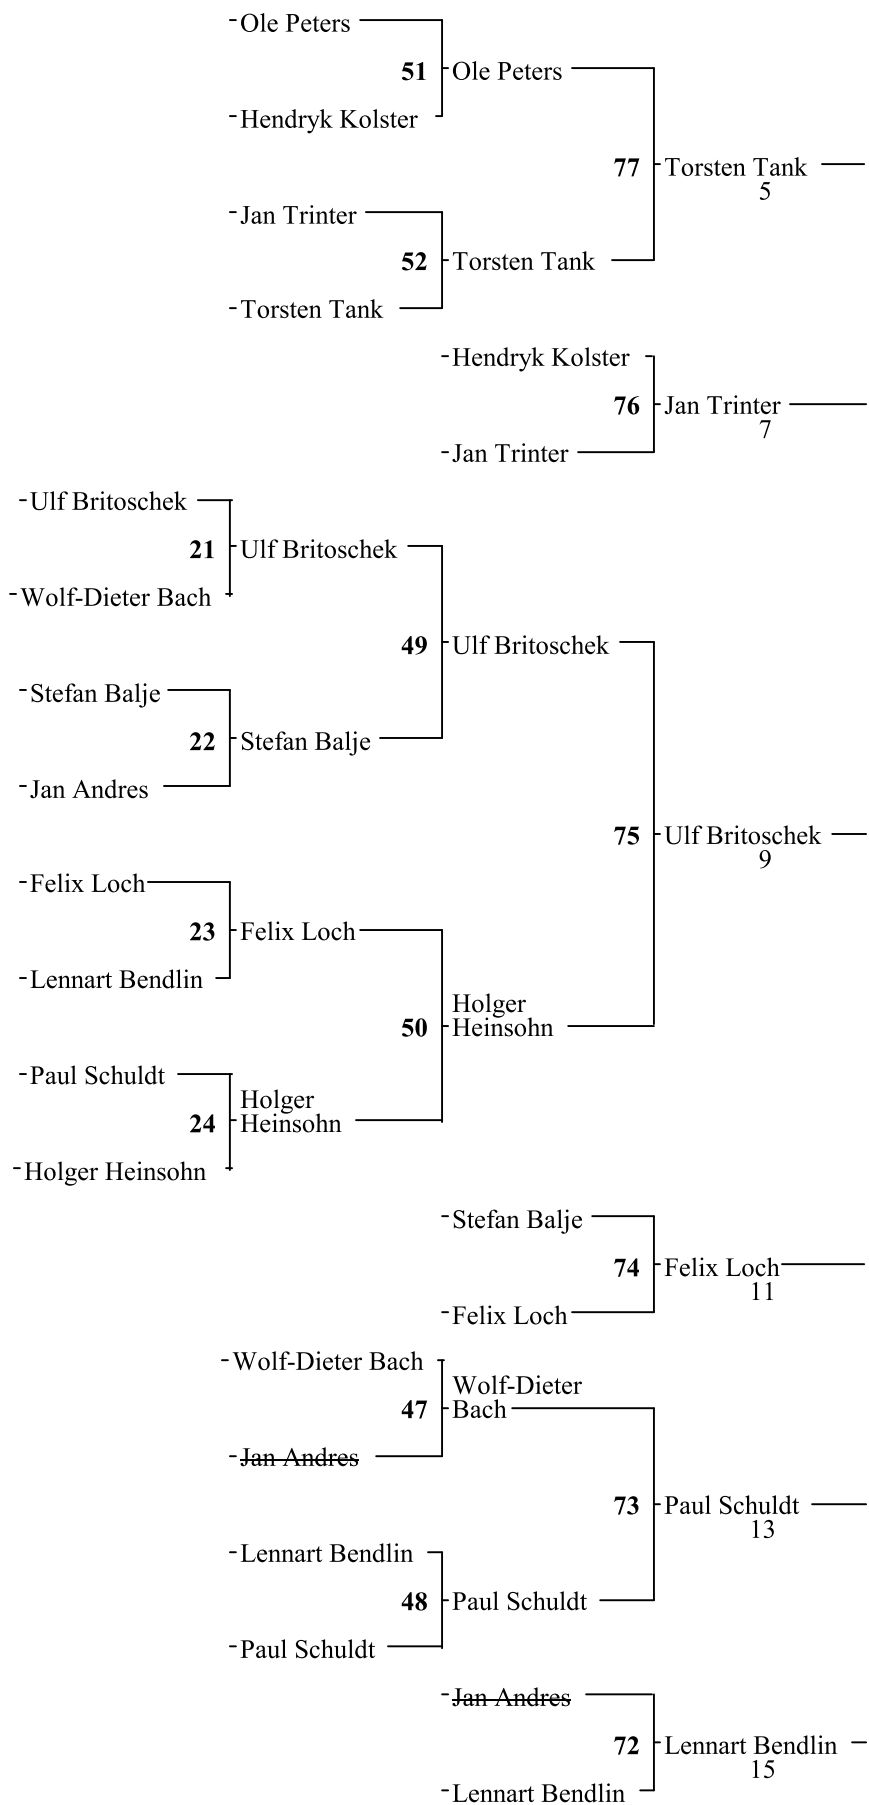 -Ole Peters
51 -Ole Peters
-Hendryk Kolster
77 -Torsten Tank
5
-Jan Trinter
52 -Torsten Tank
-Torsten Tank
-Hendryk Kolster
76 -Jan Trinter
7
-Jan Trinter
-Ulf Britoschek
21 -Ulf Britoschek
-Wolf-Dieter Bach
49 -Ulf Britoschek
-Stefan Balje
22 -Stefan Balje
-Jan Andres
75 -Ulf Britoschek
9
-Felix Loch
23 -Felix Loch
-Lennart Bendlin
Holger
50 -Heinsohn
-Paul Schuldt
Holger
24 -Heinsohn
-Holger Heinsohn
-Stefan Balje
74 -Felix Loch
11
-Felix Loch
-Wolf-Dieter Bach
Wolf-Dieter
47 -Bach
-Jan Andres
73 -Paul Schuldt
13
-Lennart Bendlin
48 -Paul Schuldt
-Paul Schuldt
-Jan Andres
72 -Lennart Bendlin
15
-Lennart Bendlin